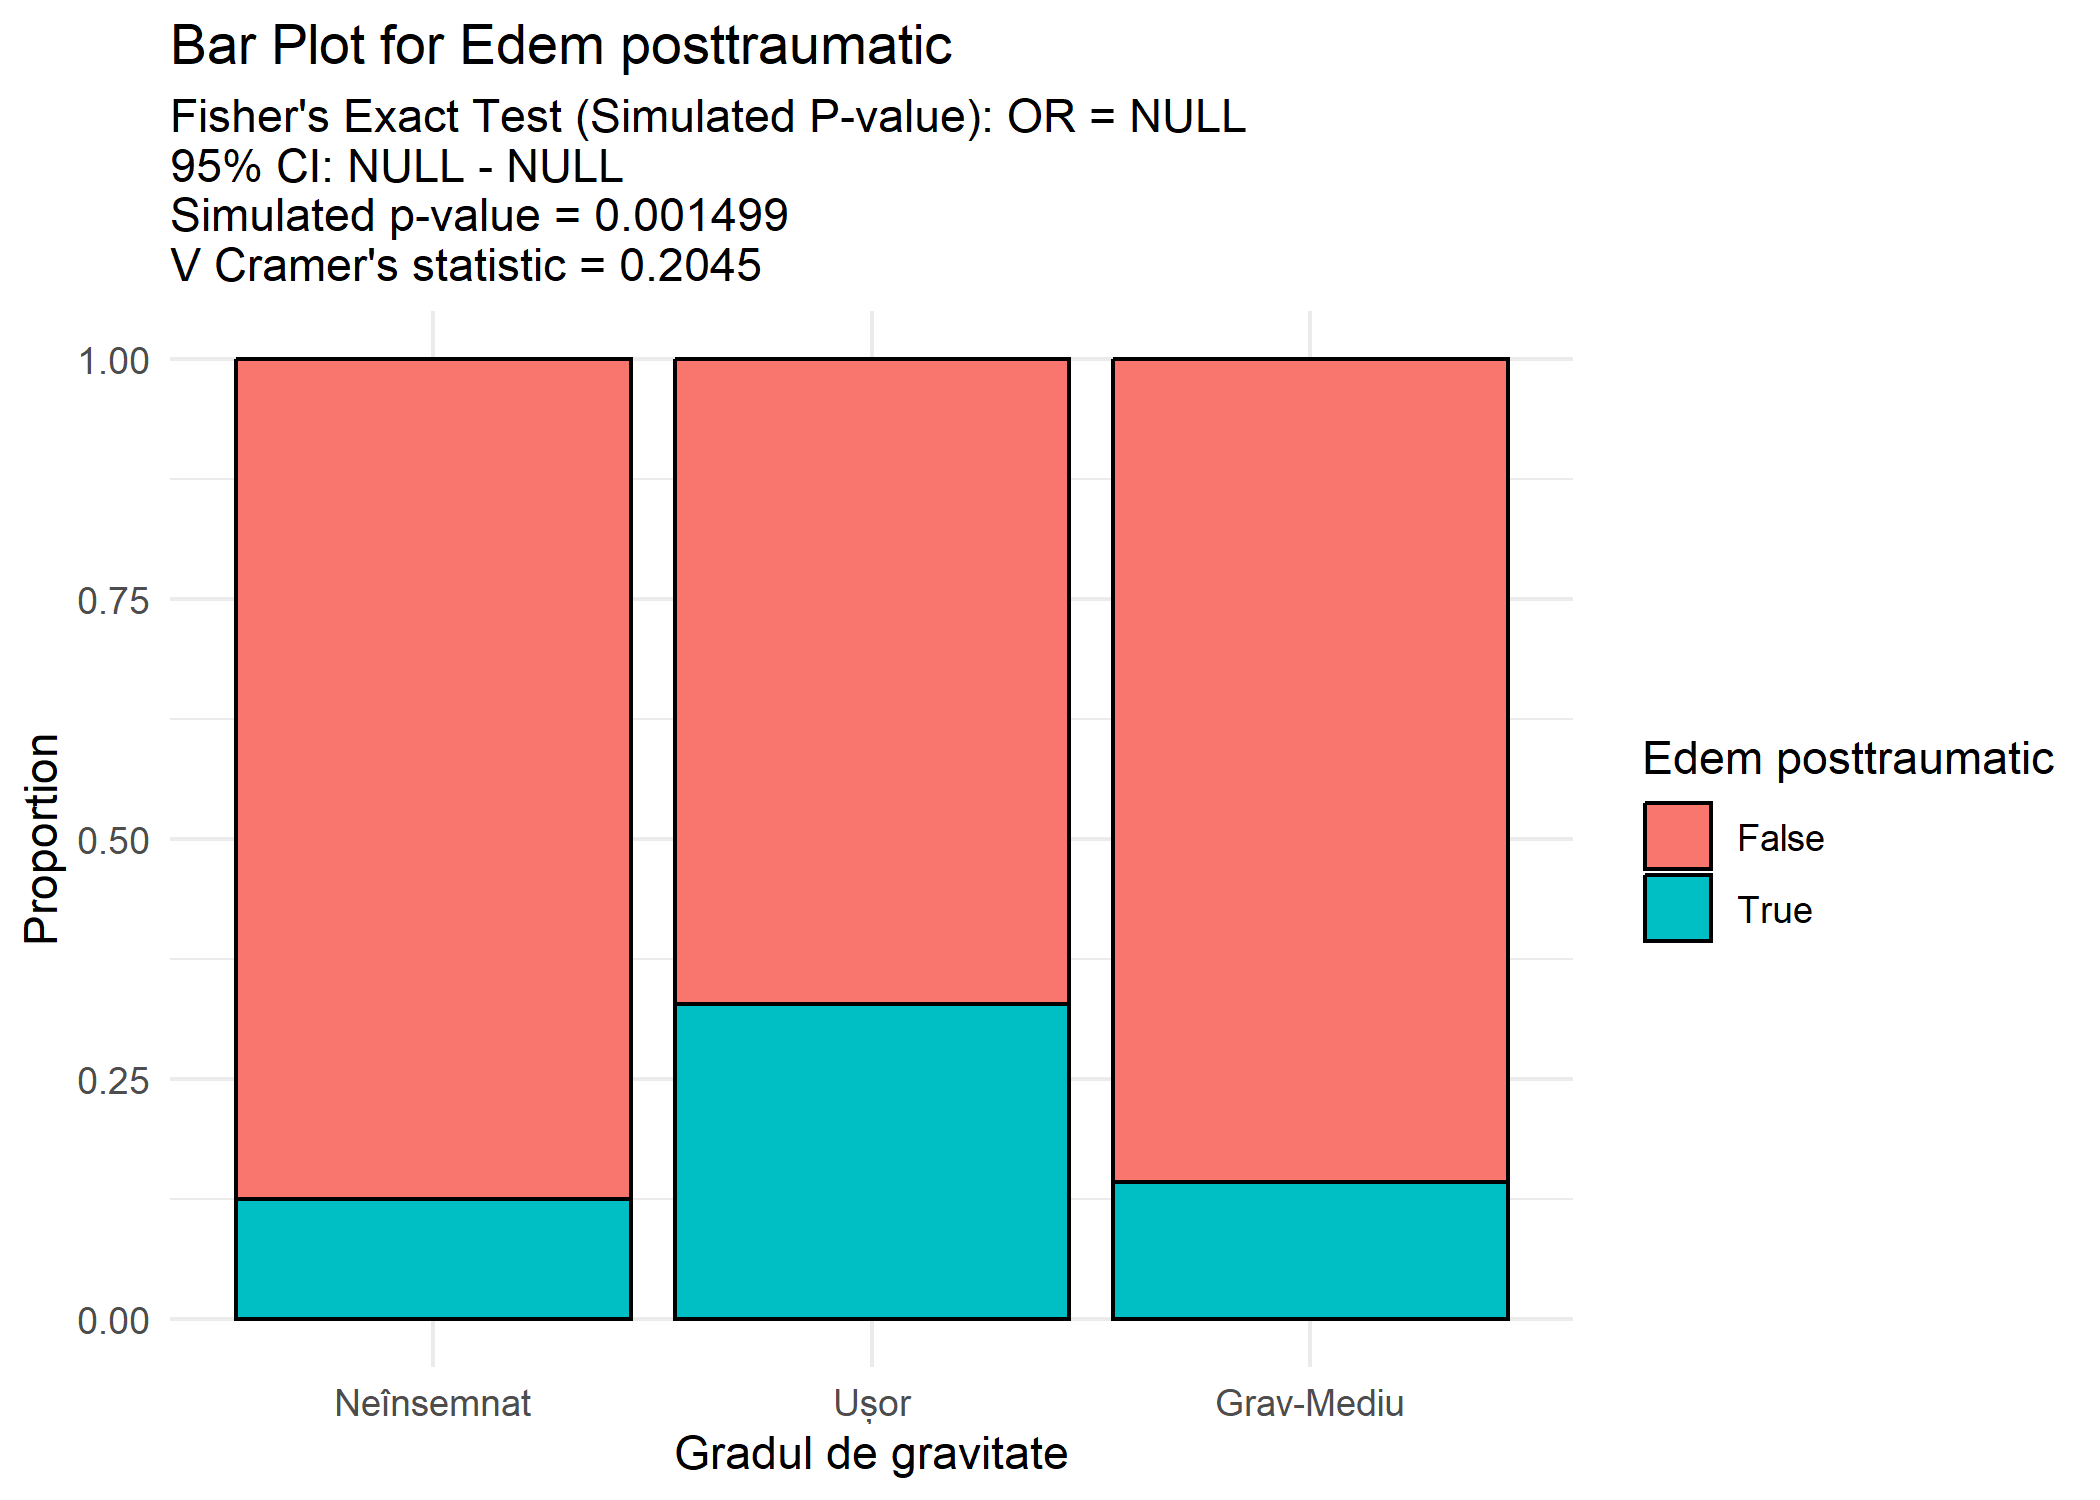 Bar Plot for Edem posttraumatic
Fisher's Exact Test (Simulated P-value): OR = NULL
95% CI: NULL - NULL
Simulated p-value = 0.001499
V Cramer's statistic = 0.2045
1.00
0.75
0.50
0.25
0.00
Proportion
Neînsemnat
Ușor
Grav-Mediu
Gradul de gravitate
Edem posttraumatic
False
True